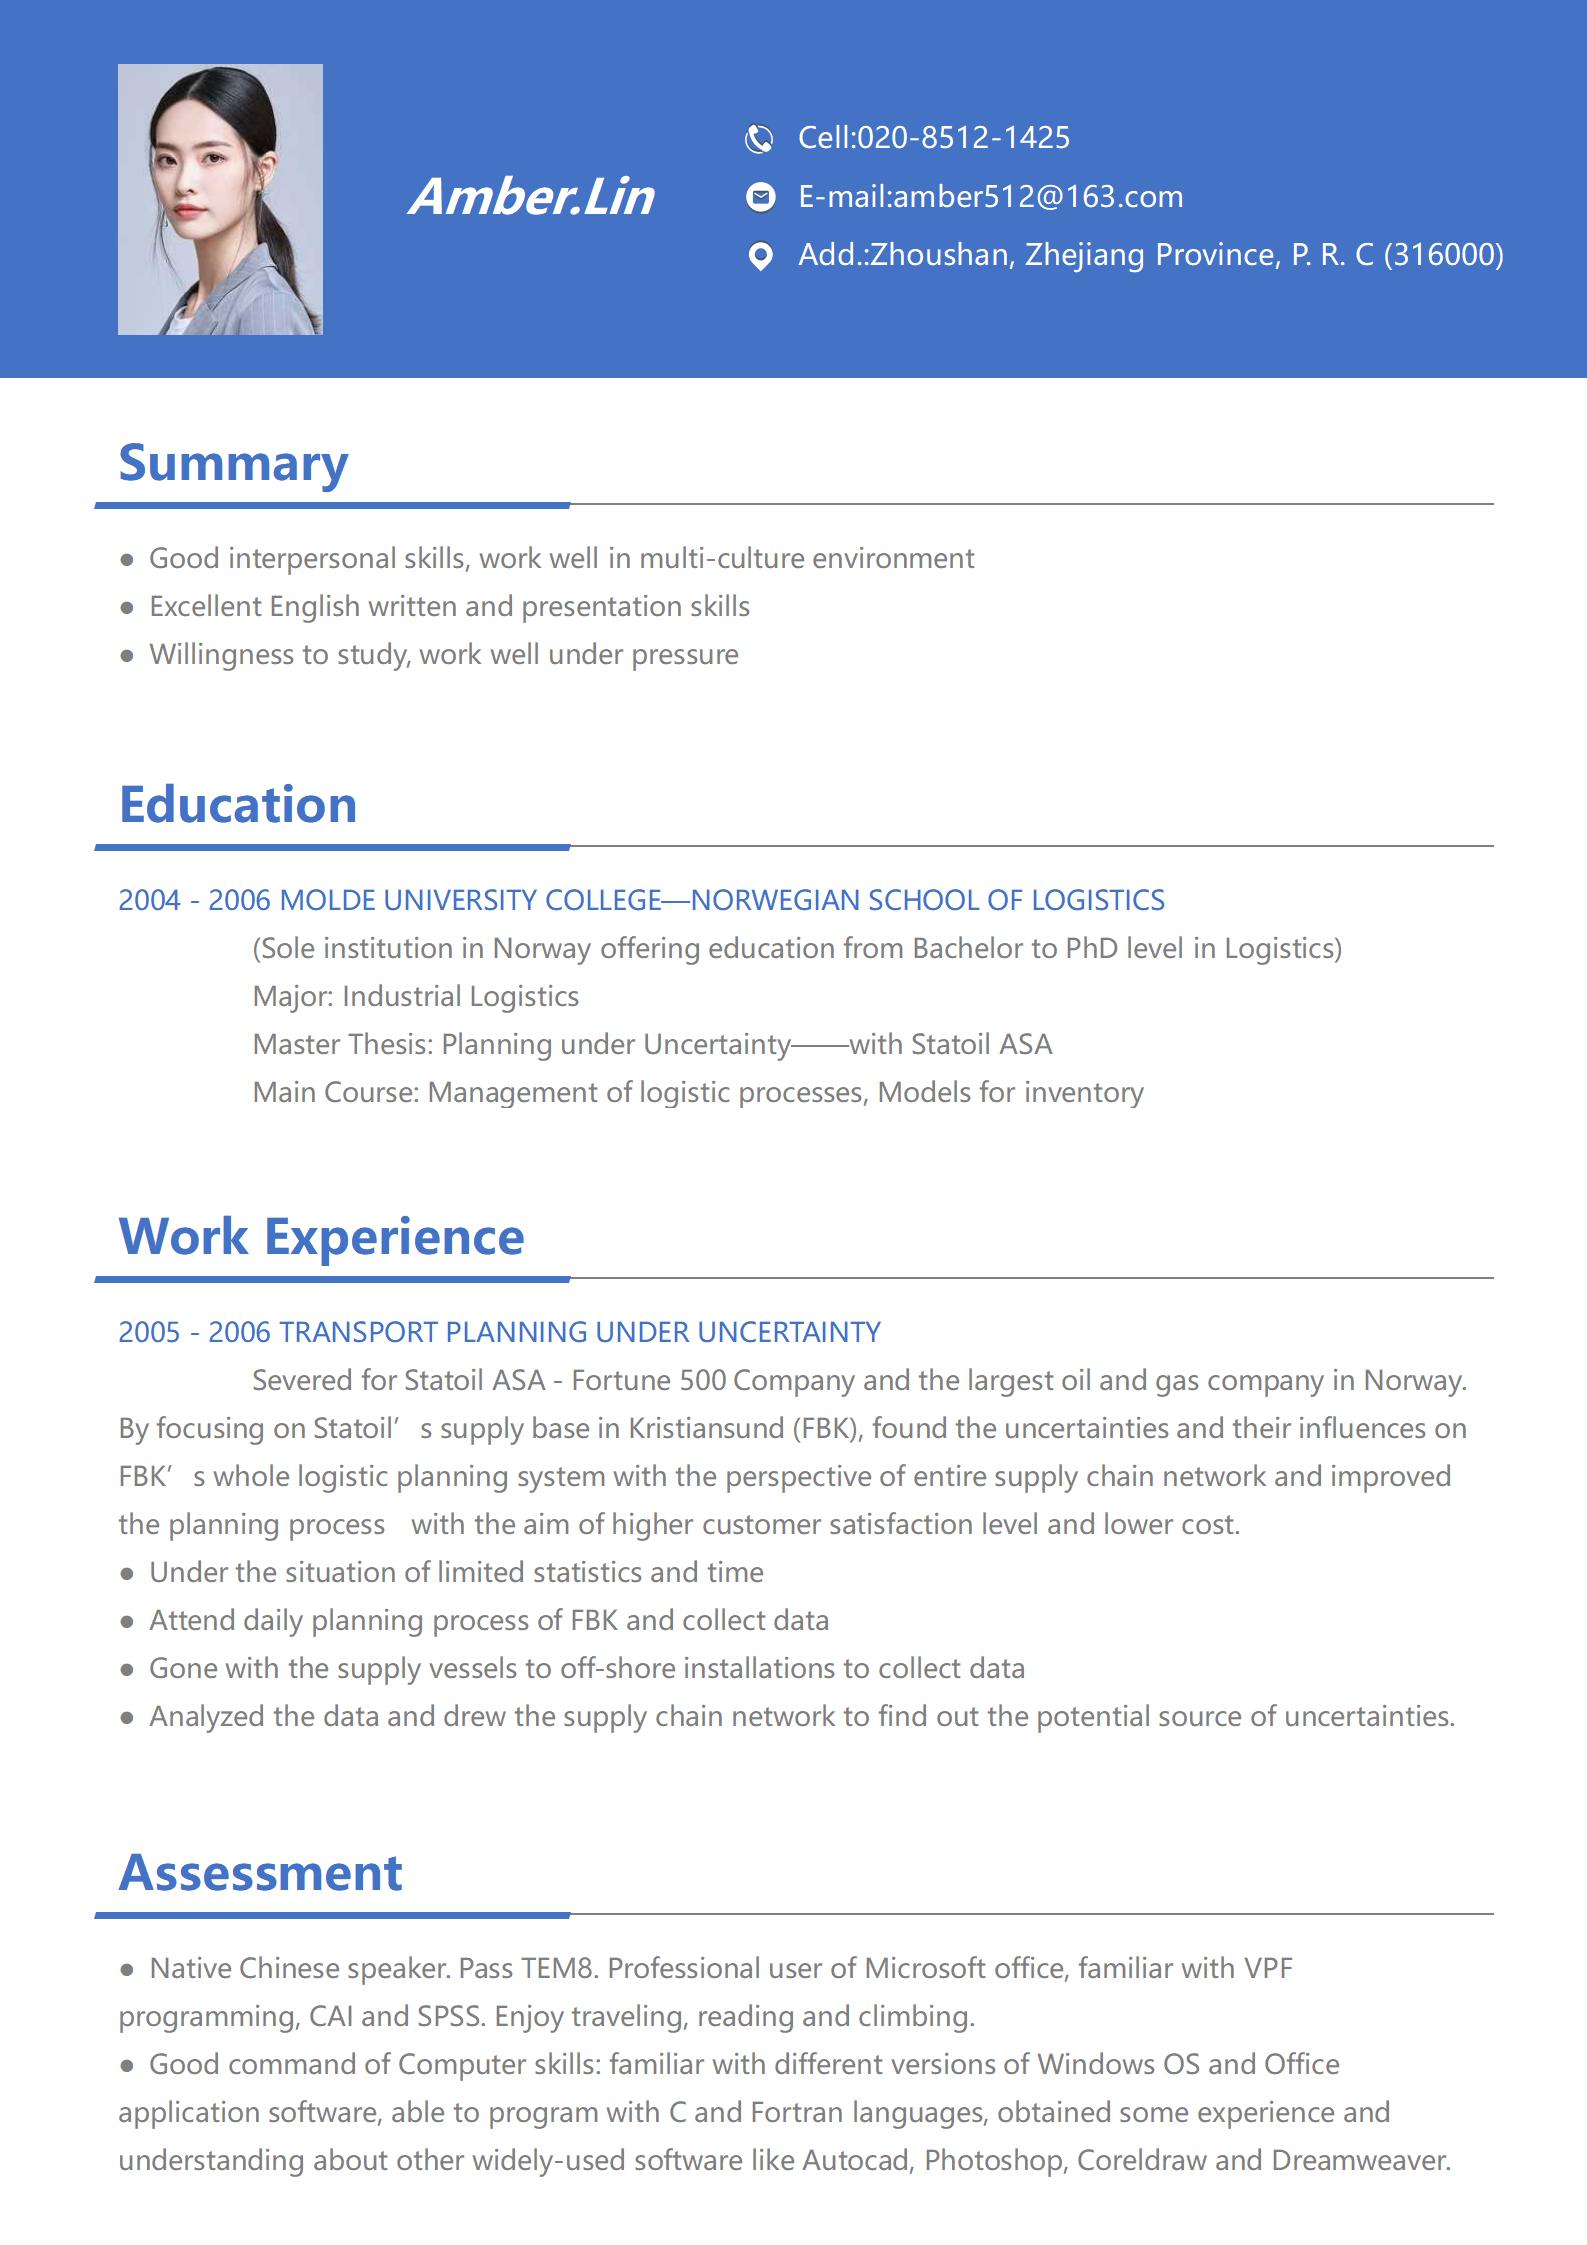 Amber.Lin
Cell:020-8512-1425
E-mail:amber512@163.com
Add.:Zhoushan, Zhejiang Province, P. R. C (316000)
Summary
● Good interpersonal skills, work well in multi-culture environment
● Excellent English written and presentation skills
● Willingness to study, work well under pressure
Education
2004 - 2006 MOLDE UNIVERSITY COLLEGE—NORWEGIAN SCHOOL OF LOGISTICS
(Sole institution in Norway offering education from Bachelor to PhD level in Logistics)
Major: Industrial Logistics
Master Thesis: Planning under Uncertainty——with Statoil ASA
Main Course: Management of logistic processes, Models for inventory
Work Experience
2005 - 2006 TRANSPORT PLANNING UNDER UNCERTAINTY
Severed for Statoil ASA - Fortune 500 Company and the largest oil and gas company in Norway.
By focusing on Statoil’ s supply base in Kristiansund (FBK), found the uncertainties and their influences on
FBK’ s whole logistic planning system with the perspective of entire supply chain network and improved
the planning process  with the aim of higher customer satisfaction level and lower cost.
● Under the situation of limited statistics and time
● Attend daily planning process of FBK and collect data
● Gone with the supply vessels to off-shore installations to collect data
● Analyzed the data and drew the supply chain network to find out the potential source of uncertainties.
Assessment
● Native Chinese speaker. Pass TEM8. Professional user of Microsoft office, familiar with VPF
programming, CAI and SPSS. Enjoy traveling, reading and climbing.
● Good command of Computer skills: familiar with different versions of Windows OS and Office
application software, able to program with C and Fortran languages, obtained some experience and
understanding about other widely-used software like Autocad, Photoshop, Coreldraw and Dreamweaver.